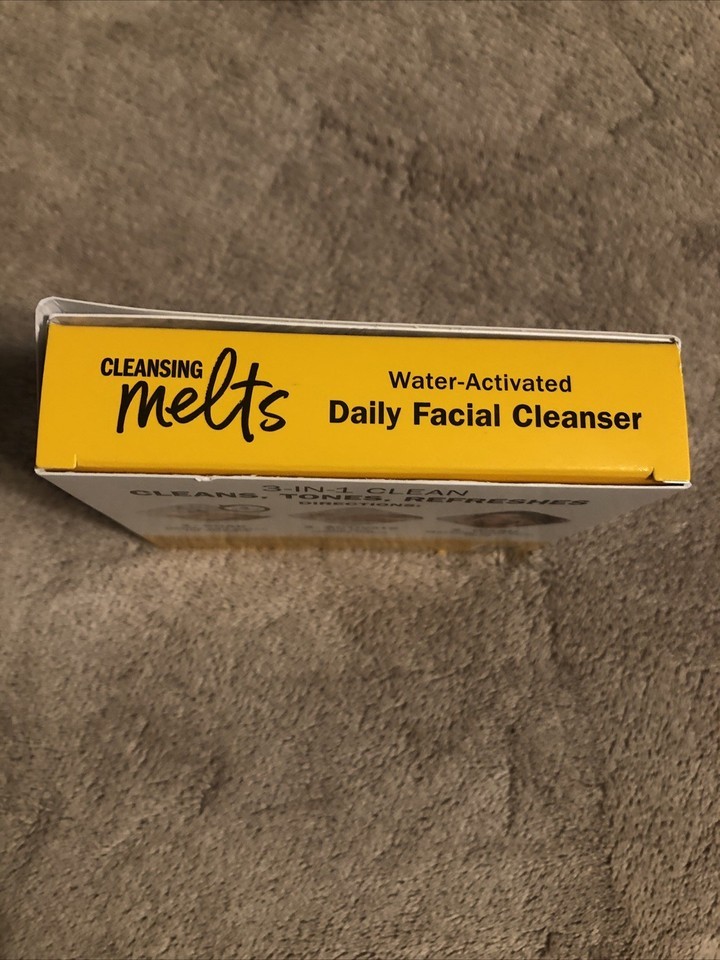 CLEANSING
melts
Water-Activated
Daily Facial Cleanser
3-IN-1 CLEAN
CLEANS, TONES, REFRESHES
DIRECTIONS: